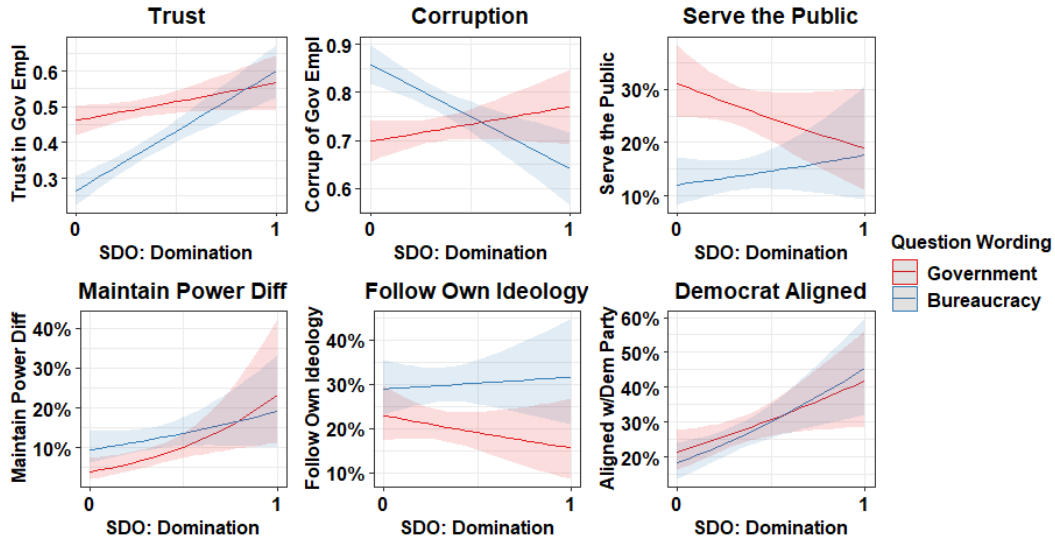 Trust
Corruption
Serve the Public
Trust in Gov Empl
0.6
0.5
0.4
0.3
0
1
SDO: Domination
Corrup of Gov Empl
0.9
0.8
0.7
0.6
0
1
SDO: Domination
Serve the Public
30%
20%
10%
0
1
SDO: Domination
Question Wording
Government
Bureaucracy
Maintain Power Diff
Follow Own Ideology
Democrat Aligned
Maintain Power Diff
40%
30%
20%
10%
0
1
SDO: Domination
Follow Own Ideology
40%
30%
20%
10%
0
1
SDO: Domination
Aligned w/Dem Party
60%
50%
40%
30%
20%
0
1
SDO: Domination